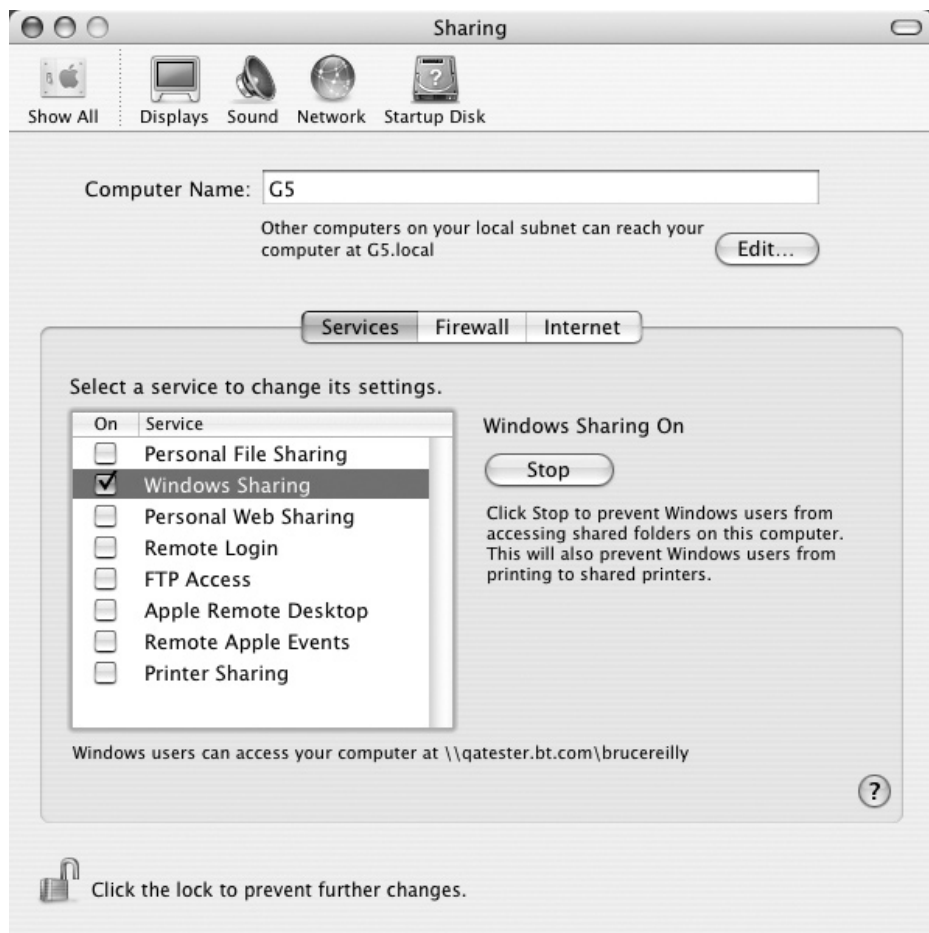 Sharing
Show All
Displays
Sound
Network
Startup Disk
Computer Name: G5
Other computers on your local subnet can reach your
computer at G5.local
Edit...
Services
Firewall
Internet
Select a service to change its settings.
On
Service
Personal File Sharing
Windows Sharing
Personal Web Sharing
Remote Login
FTP Access
Apple Remote Desktop
Remote Apple Events
Printer Sharing
Windows Sharing On
Stop
Click Stop to prevent Windows users from
accessing shared folders on this computer.
This will also prevent Windows users from
printing to shared printers.
Windows users can access your computer at \\qatester.bt.com\brucereilly
?
Click the lock to prevent further changes.